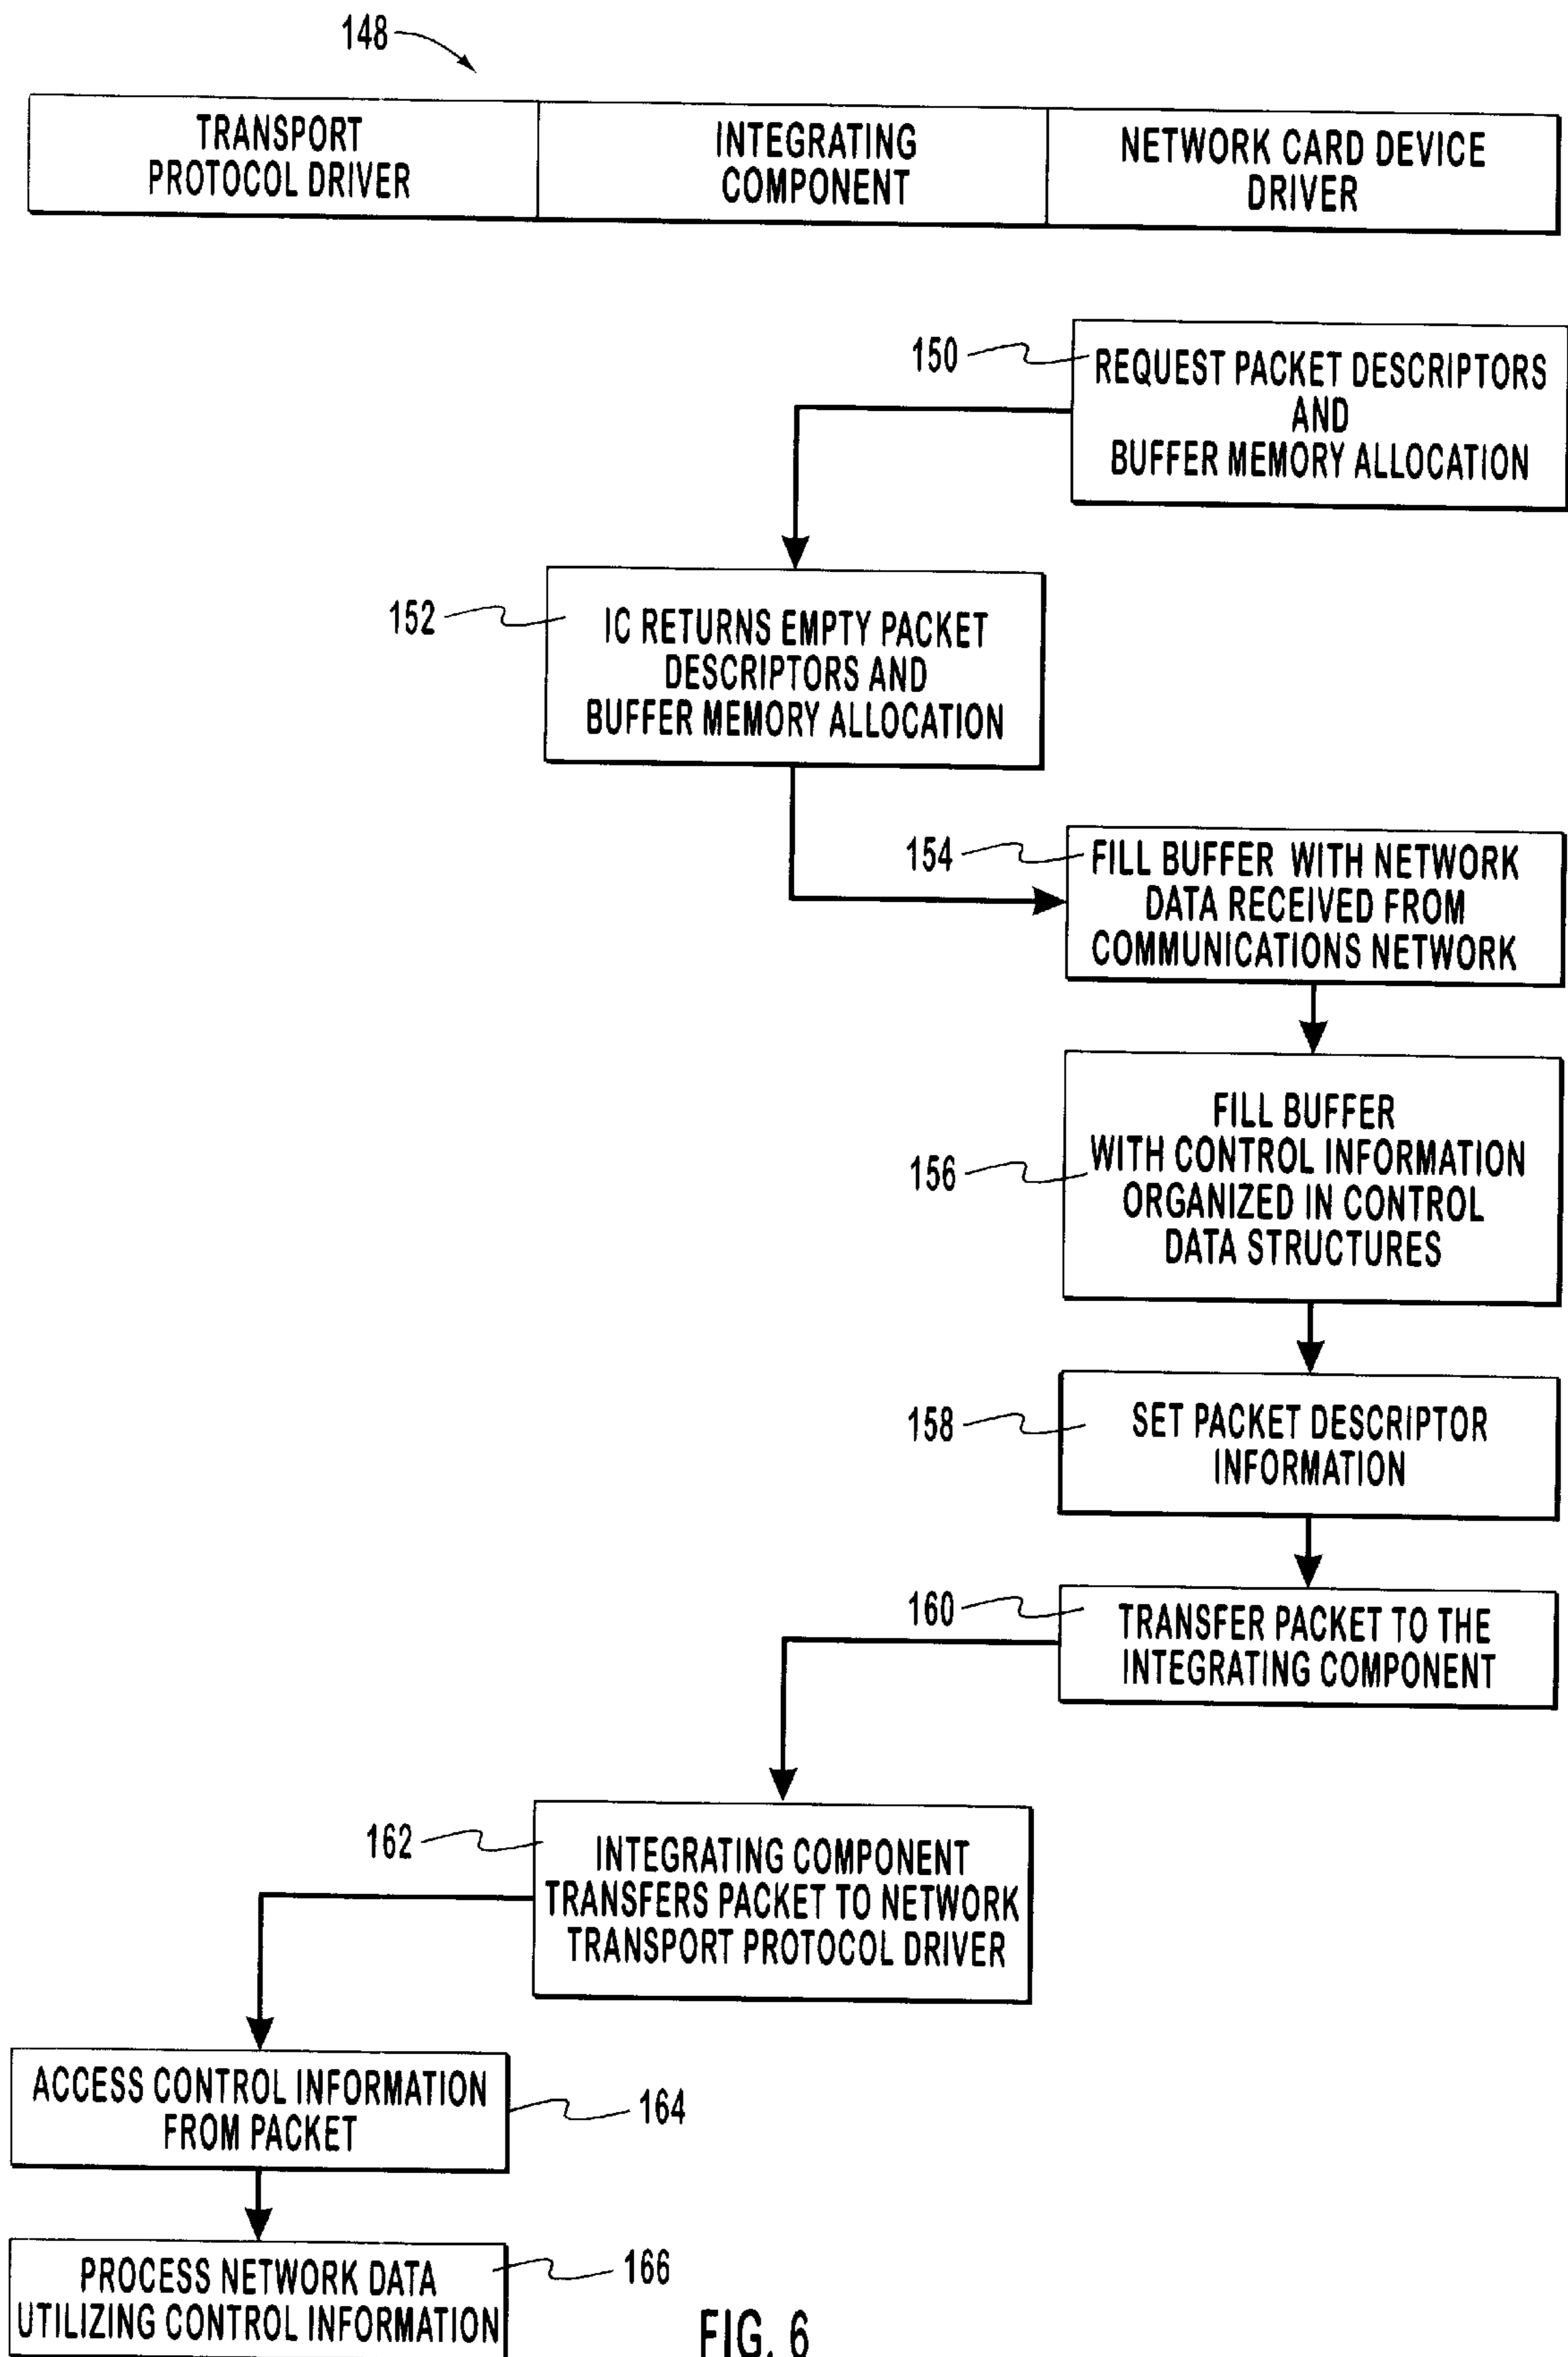 148
TRANSPORT
PROTOCOL DRIVER
INTEGRATING
COMPONENT
NETWORK CARD DEVICE
DRIVER
150
REQUEST PACKET DESCRIPTORS
AND
BUFFER MEMORY ALLOCATION
152
IC RETURNS EMPTY PACKET
DESCRIPTORS AND
BUFFER MEMORY ALLOCATION
154
FILL BUFFER WITH NETWORK
DATA RECEIVED FROM
COMMUNICATIONS NETWORK
156
FILL BUFFER
WITH CONTROL INFORMATION
ORGANIZED IN CONTROL
DATA STRUCTURES
158
SET PACKET DESCRIPTOR
INFORMATION
160
TRANSFER PACKET TO THE
INTEGRATING COMPONENT
162
INTEGRATING COMPONENT
TRANSFERS PACKET TO NETWORK
TRANSPORT PROTOCOL DRIVER
ACCESS CONTROL INFORMATION
FROM PACKET
164
PROCESS NETWORK DATA
UTILIZING CONTROL INFORMATION
166
FIG. 6